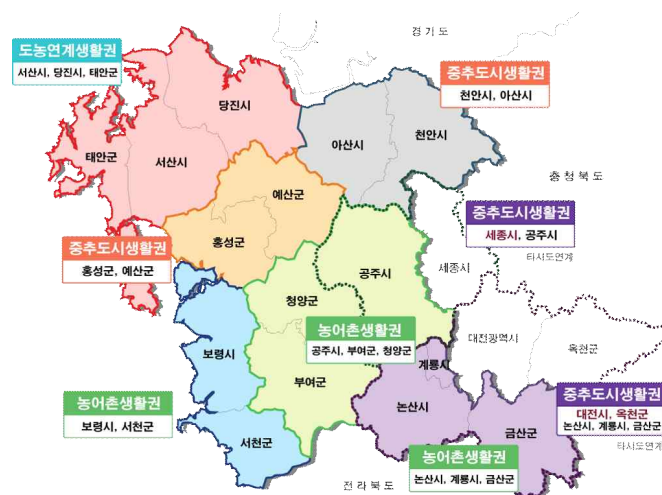 경 기 도
도농연계생활권
서산시, 당진시, 태안군
중추도시생활권
천안시, 아산시
당진시
천안시
아산시
태안군
서산시
충 청 북 도
예산군
중추도시생활권
세종시, 공주시
타시도연계
홍성군
중추도시생활권
홍성군, 예산군
공주시
세종시
청양군
농어촌생활권
공주시, 부여군, 청양군
대전광역시
옥천군
보령시
계룡시
부여군
논산시
농어촌생활권
보령시, 서천군
중추도시생활권
대전시, 옥천군
논산시, 계룡시, 금산군
타시도연계
서천군
금산군
농어촌생활권
논산시, 계룡시, 금산군
전 라 북 도